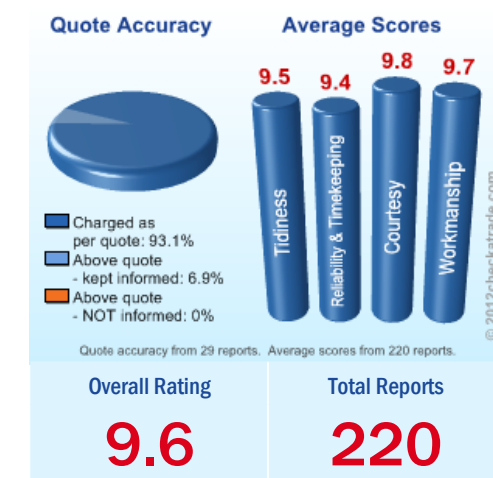 Quote Accuracy
Average Scores
9.5
9.4
9.8
9.7
Tidiness
Reliability & Timekeeping
Courtesy
Workmanship
Charged as
per quote: 93.1%
Above quote
- kept informed: 6.9%
Above quote
- NOT informed: 0%
© 2012checkatrade.com
Quote accuracy from 29 reports. Average scores from 220 reports.
Overall Rating
Total Reports
9.6
220